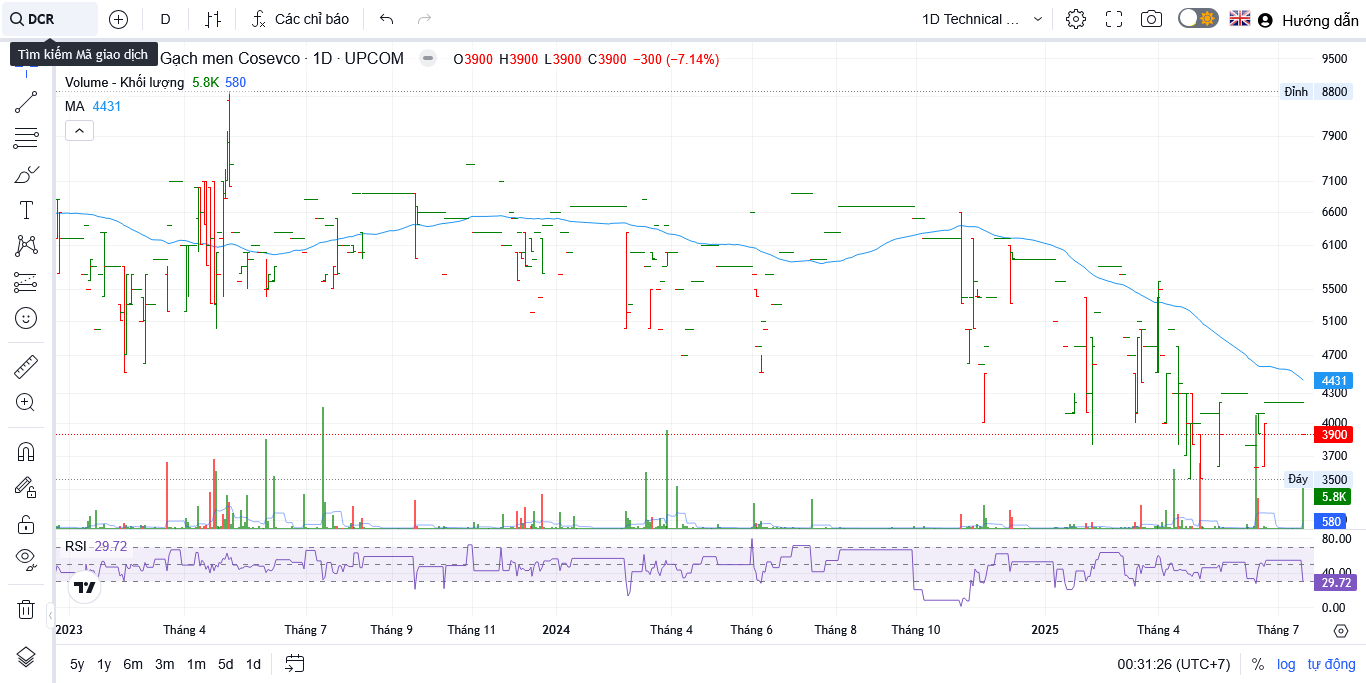 DCR
D
Các chỉ báo
1D Technical ...
Hướng dẫn
Tìm kiếm Mã giao dịch
Gạch men Cosevco · 1D · UPCOM
O3900 H3900 L3900 C3900 −300 (−7.14%)
Volume - Khối lượng 5.8K 580
MA 4431
9500
Đỉnh 8800
7900
7100
6600
6100
5500
5100
4700
4431
4300
4000
3900
3700
Đáy 3500
5.8K
580
RSI 29.72
80.00
40.00
29.72
0.00
2023 Tháng 4 Tháng 7 Tháng 9 Tháng 11 2024 Tháng 4 Tháng 6 Tháng 8 Tháng 10 2025 Tháng 4 Tháng 7
5y 1y 6m 3m 1m 5d 1d
00:31:26 (UTC+7) % log tự động